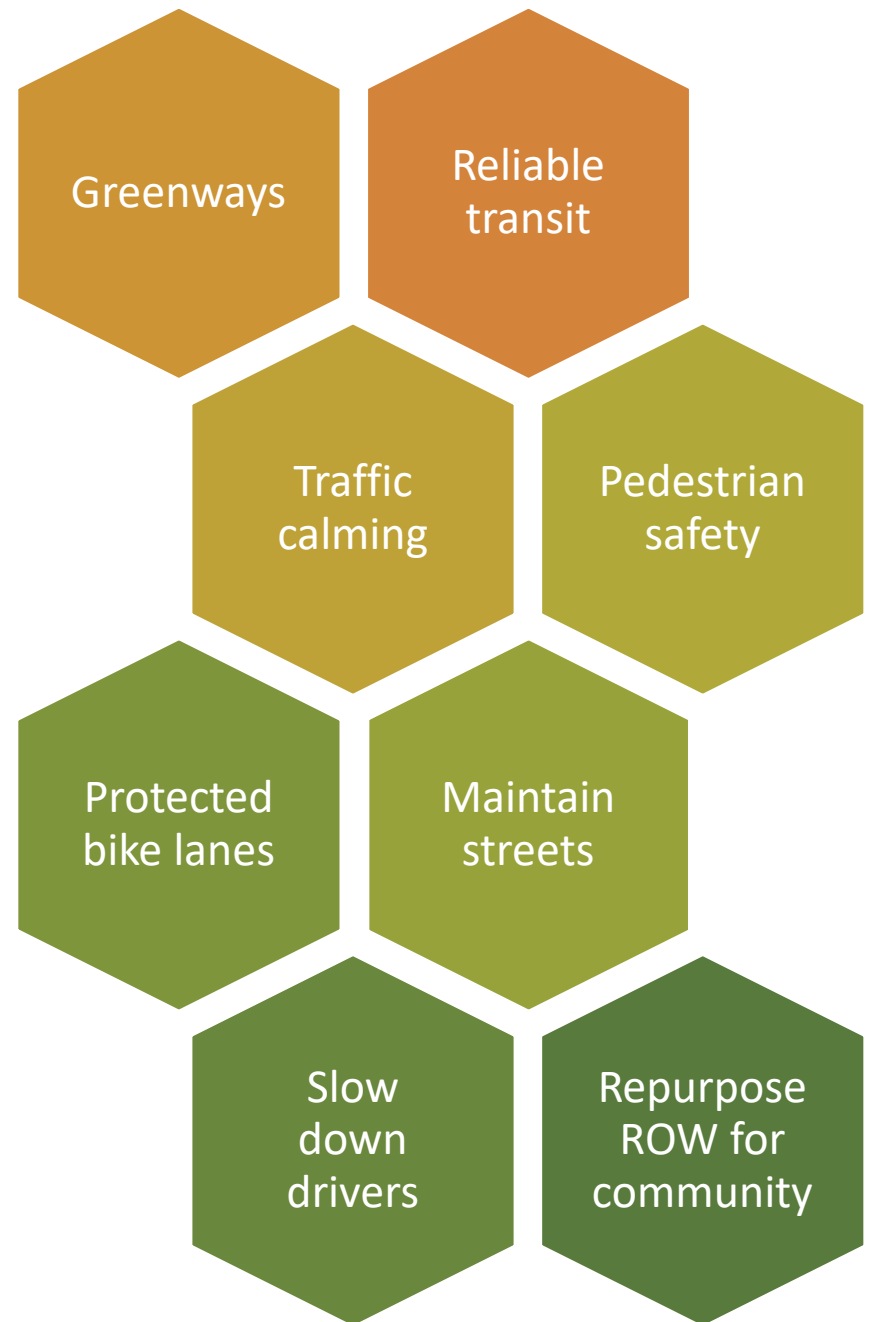 Greenways
Reliable
transit
Traffic
calming
Pedestrian
safety
Protected
bike lanes
Maintain
streets
Slow
down
drivers
Repurpose
ROW for
community